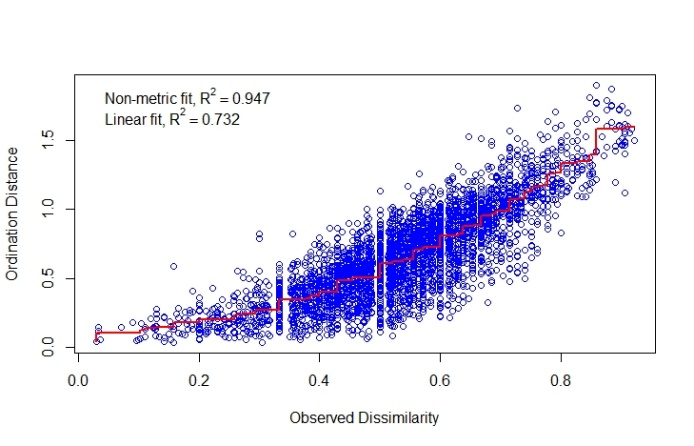 Non-metric fit, R² = 0.947
Linear fit, R² = 0.732
Ordination Distance
1.5
1.0
0.5
0.0
0.0 0.2 0.4 0.6 0.8
Observed Dissimilarity